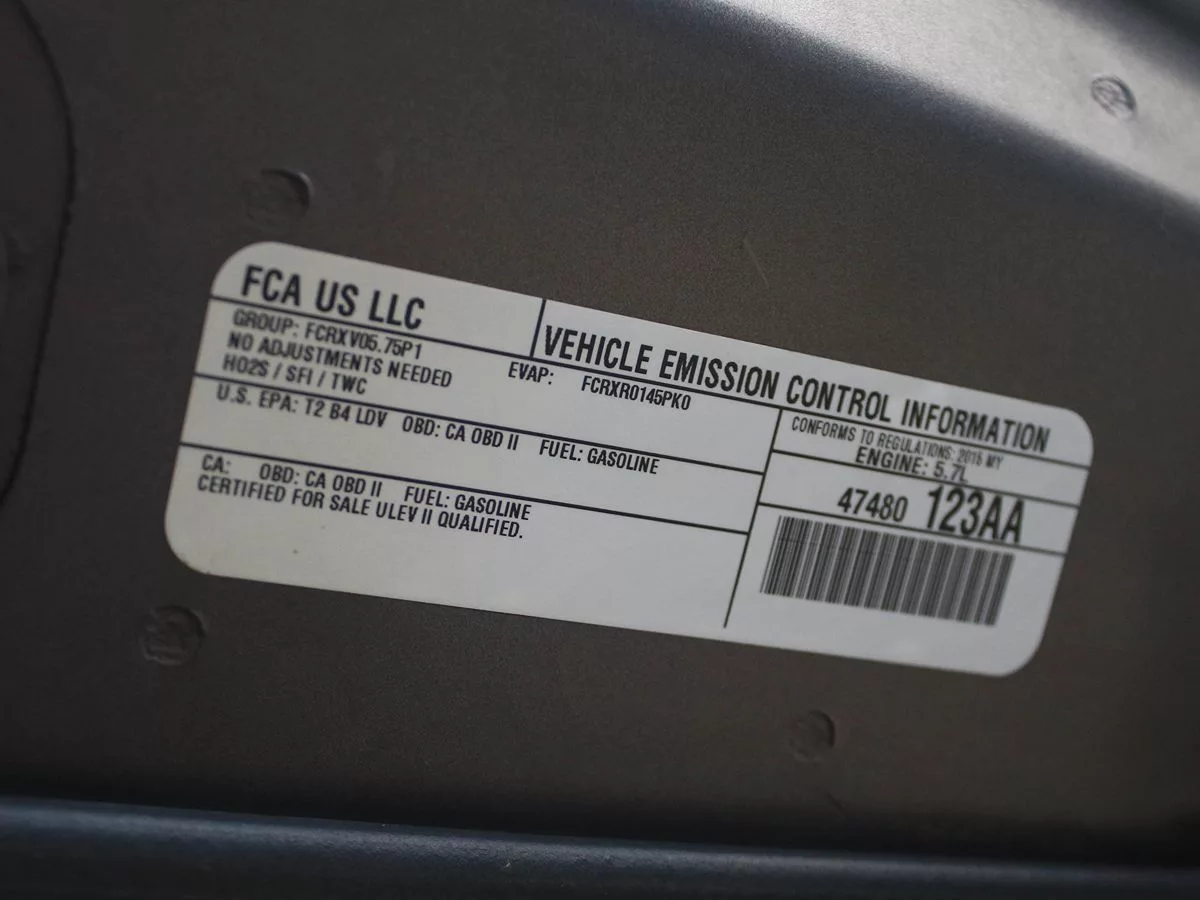 FCA US LLC
VEHICLE EMISSION CONTROL INFORMATION
GROUP: FCRXV05.75P1
EVAP: FCRXR0145PK0
NO ADJUSTMENTS NEEDED
HO2S / SFI / TWC
CONFORMS TO REGULATIONS: 2015 MY
ENGINE: 5.7L
U.S. EPA: T2 B4 LDV OBD: CA OBD II FUEL: GASOLINE
47480 123AA
CA: OBD: CA OBD II FUEL: GASOLINE
CERTIFIED FOR SALE ULEV II QUALIFIED.